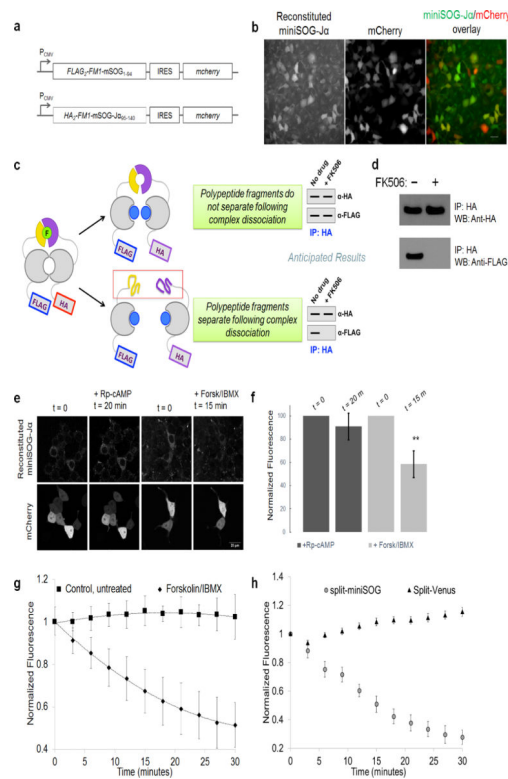 a
P_CMV
FLAG₂-FM1-mSOG₁₋₉₄ IRES mcherry
P_CMV
HA₂-FM1-mSOG-Jα₉₅₋₁₄₀ IRES mcherry
b
Reconstituted miniSOG-Jα
mCherry
miniSOG-Jα/mCherry overlay
c
F
FLAG
HA
FLAG
HA
Polypeptide fragments do
not separate following
complex dissociation
No drug
+ FK506
α-HA
α-FLAG
IP: HA
Anticipated Results
FLAG
HA
Polypeptide fragments
separate following complex
dissociation
No drug
+ FK506
α-HA
α-FLAG
IP: HA
d
FK506: - +
IP: HA
WB: Ant-HA
IP: HA
WB: Anti-FLAG
e
+ Rp-cAMP + Forsk/IBMX
t = 0 t = 20 min t = 0 t = 15 min
Reconstituted
miniSOG-Jα
mCherry
f
Normalized Fluorescence
100
80
60
40
20
0
t = 0
t = 20 m
t = 0
t = 15 m
**
+Rp-cAMP + Forsk/IBMX
g
Control, untreated Forskolin/IBMX
Normalized Fluorescence
1.2
1
0.8
0.6
0.4
0 5 10 15 20 25 30
Time (minutes)
h
split-miniSOG Split-Venus
Normalized Fluorescence
1.4
1.2
1
0.8
0.6
0.4
0.2
0 5 10 15 20 25 30
Time (minutes)